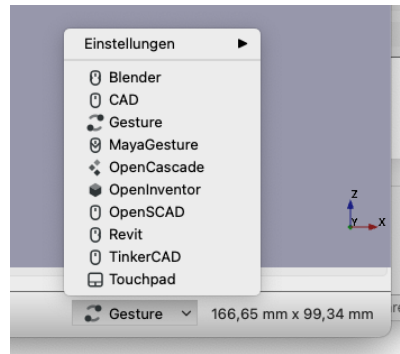 Einstellungen
Blender
CAD
Gesture
MayaGesture
OpenCascade
OpenInventor
OpenSCAD
Revit
TinkerCAD
Touchpad
Z
Y X
Gesture 166,65 mm x 99,34 mm